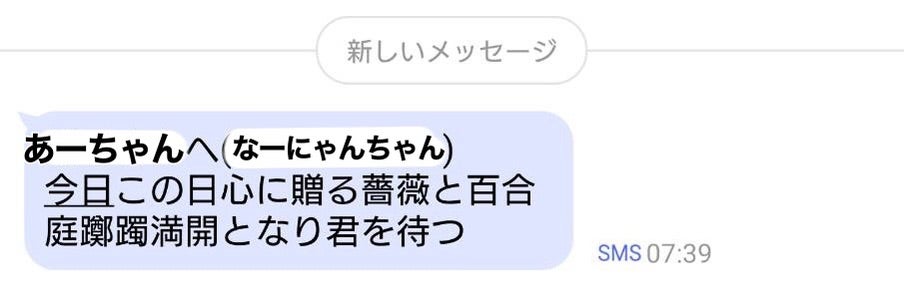 新しいメッセージ
あーちゃんへ(なーにゃんちゃん)
今日この日心に贈る薔薇と百合
庭躑躅満開となり君を待つ
SMS 07:39